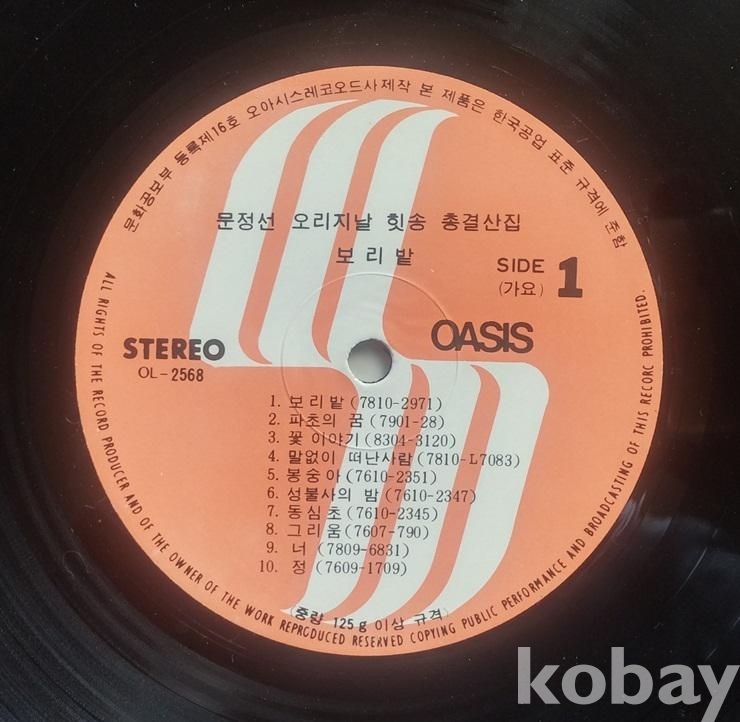 문화공보부 등록제16호 오아시스레코오드사제작 본 제품은 한국공업 표준 규격에 준함
문정선 오리지날 힛송 총결산집
보리밭
SIDE 1
(가요)
STEREO
OASIS
OL-2568
1. 보리밭(7810-2971)
2. 파초의 꿈(7901-28)
3. 꽃 이야기(8304-3120)
4. 말없이 떠난사람(7810-L7083)
5. 봉숭아(7610-2351)
6. 성불사의 밤(7610-2347)
7. 동심초(7610-2345)
8. 그리움(7607-790)
9. 너 (7809-6831)
10. 정(7609-1709)
(중량 125g 이상 규격)
ALL RIGHTS OF THE RECORD PRODUCER AND OF THE OWNER OF THE WORK REPRODUCED RESERVED COPYING PUBLIC PERFORMANCE AND BROADCASTING OF THIS RECORC PROHIBITED.
kobay